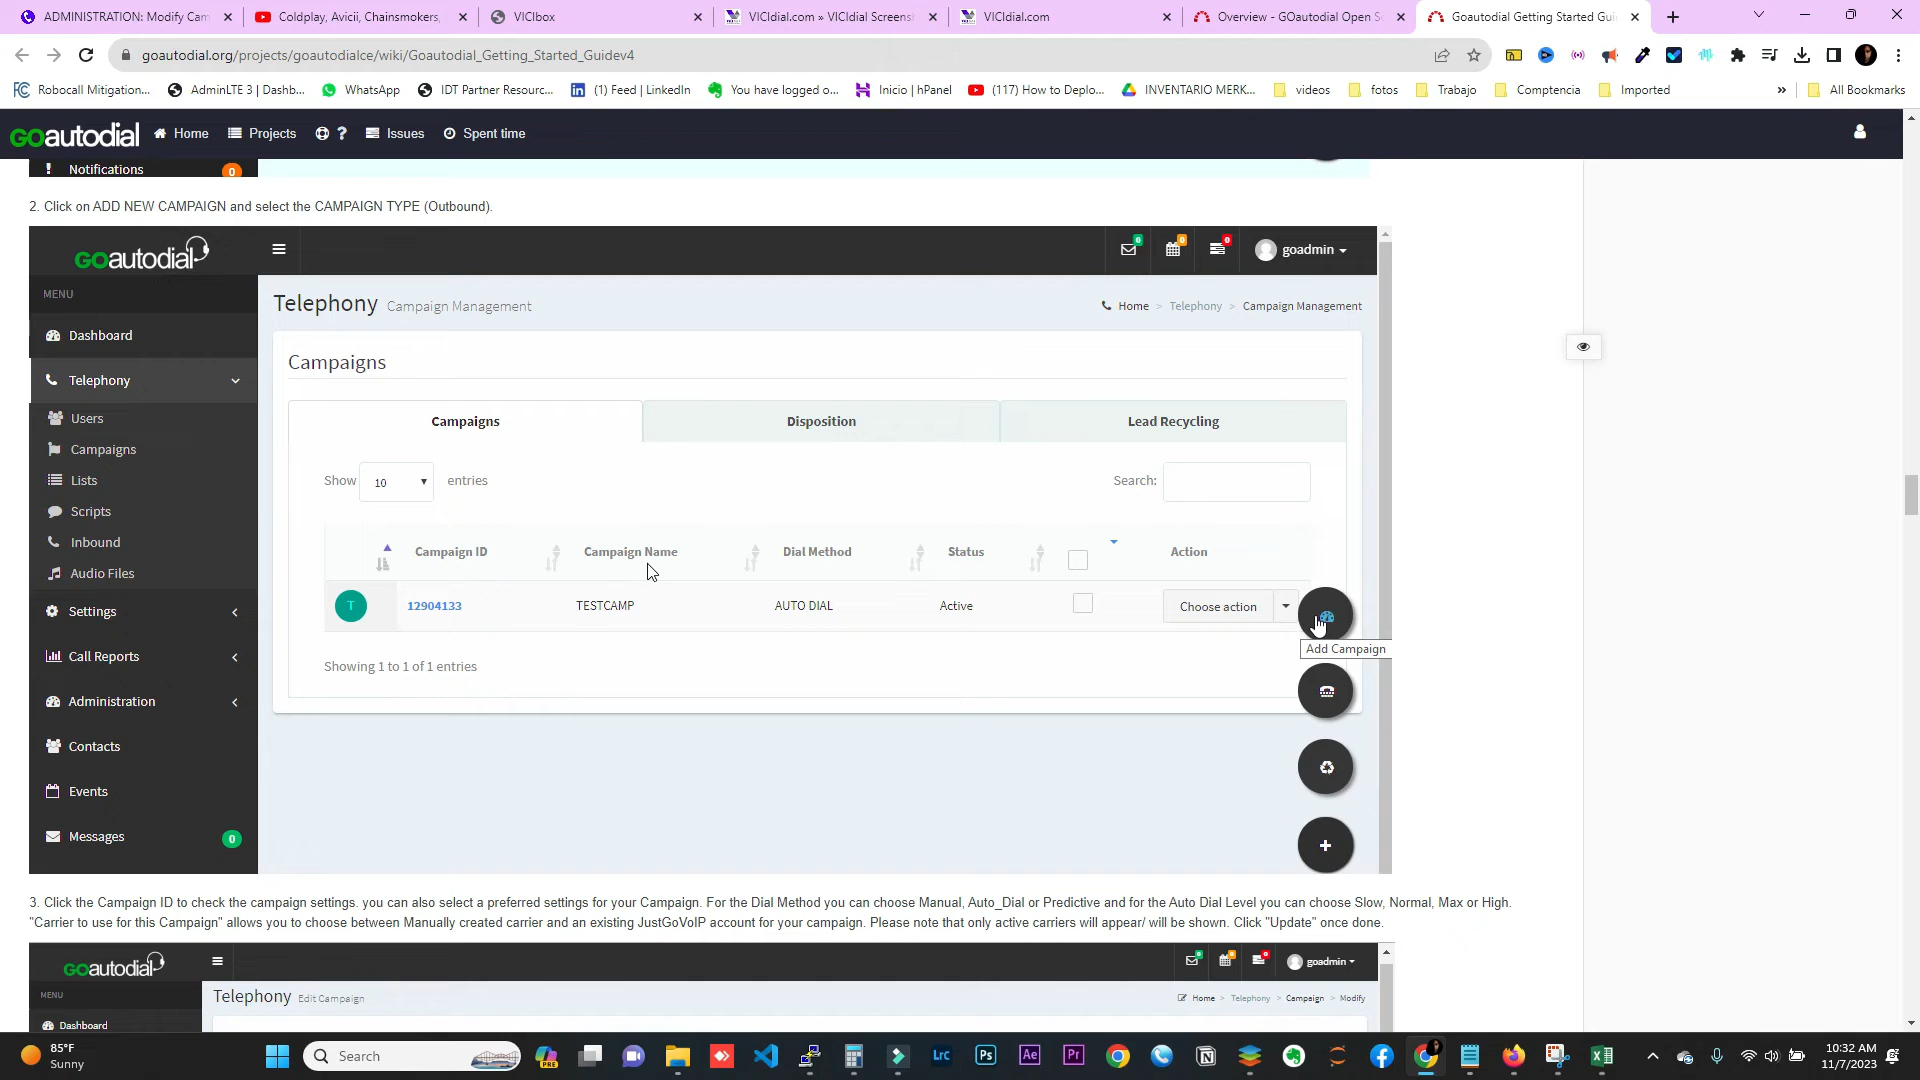 ADMINISTRATION: Modify Cam
Coldplay, Avicii, Chainsmokers,
VICIbox
VICIdial.com » VICIdial Screensh
VICIdial.com
Overview - GOautodial Open So
Goautodial Getting Started Gui
goautodial.org/projects/goautodialce/wiki/Goautodial_Getting_Started_Guidev4
Robocall Mitigation...
AdminLTE 3 | Dashb...
WhatsApp
IDT Partner Resourc...
(1) Feed | LinkedIn
You have logged o...
Inicio | hPanel
(117) How to Deplo...
INVENTARIO MERK...
videos
fotos
Trabajo
Comptencia
Imported
»
All Bookmarks
GOautodial
Home
Projects
?
Issues
Spent time
! Notifications 0
2. Click on ADD NEW CAMPAIGN and select the CAMPAIGN TYPE (Outbound).
GOautodial
0 0 0 goadmin
MENU
Telephony Campaign Management
Home > Telephony > Campaign Management
Dashboard
Telephony
Users
Campaigns
Lists
Scripts
Inbound
Audio Files
Settings
Call Reports
Administration
Contacts
Events
Messages 0
Campaigns
Campaigns Disposition Lead Recycling
Show 10 entries Search:
Campaign ID Campaign Name Dial Method Status Action
T 12904133 TESTCAMP AUTO DIAL Active Choose action
Add Campaign
Showing 1 to 1 of 1 entries
3. Click the Campaign ID to check the campaign settings. you can also select a preferred settings for your Campaign. For the Dial Method you can choose Manual, Auto_Dial or Predictive and for the Auto Dial Level you can choose Slow, Normal, Max or High.
"Carrier to use for this Campaign" allows you to choose between Manually created carrier and an existing JustGoVoIP account for your campaign. Please note that only active carriers will appear/ will be shown. Click "Update" once done.
GOautodial
goadmin
MENU
Telephony Edit Campaign
Home > Telephony > Campaign > Modify
Dashboard
85°F
Sunny
Search
PRE
Lrc
Ps
Ae
Pr
10:32 AM
11/7/2023